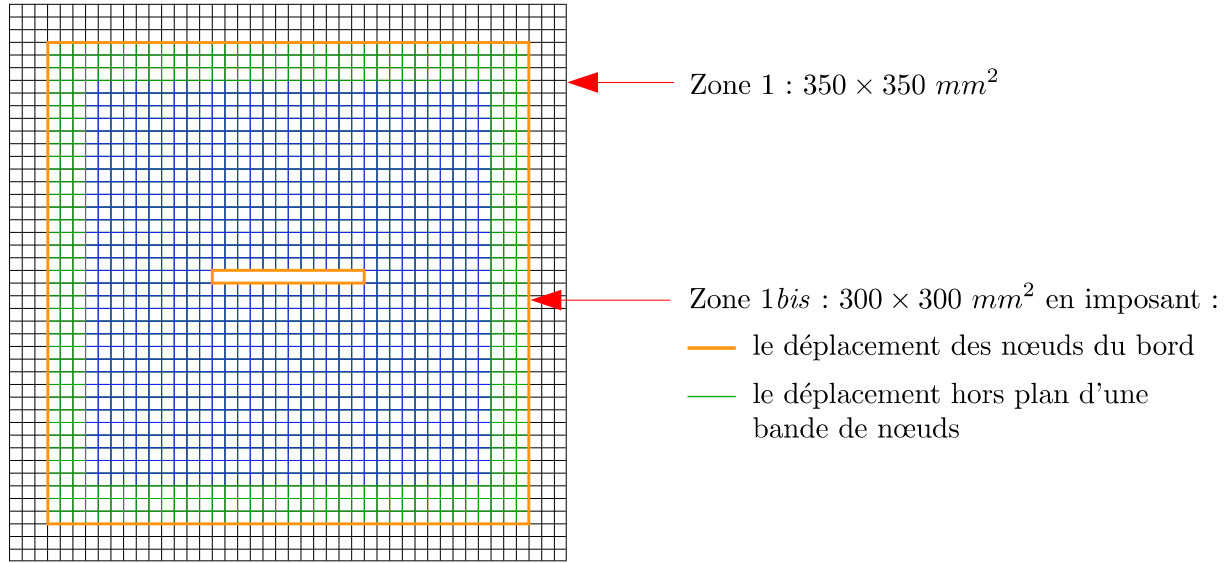 Zone 1 : 350 × 350 mm²
Zone 1bis : 300 × 300 mm² en imposant :
le déplacement des nœuds du bord
le déplacement hors plan d'une
bande de nœuds